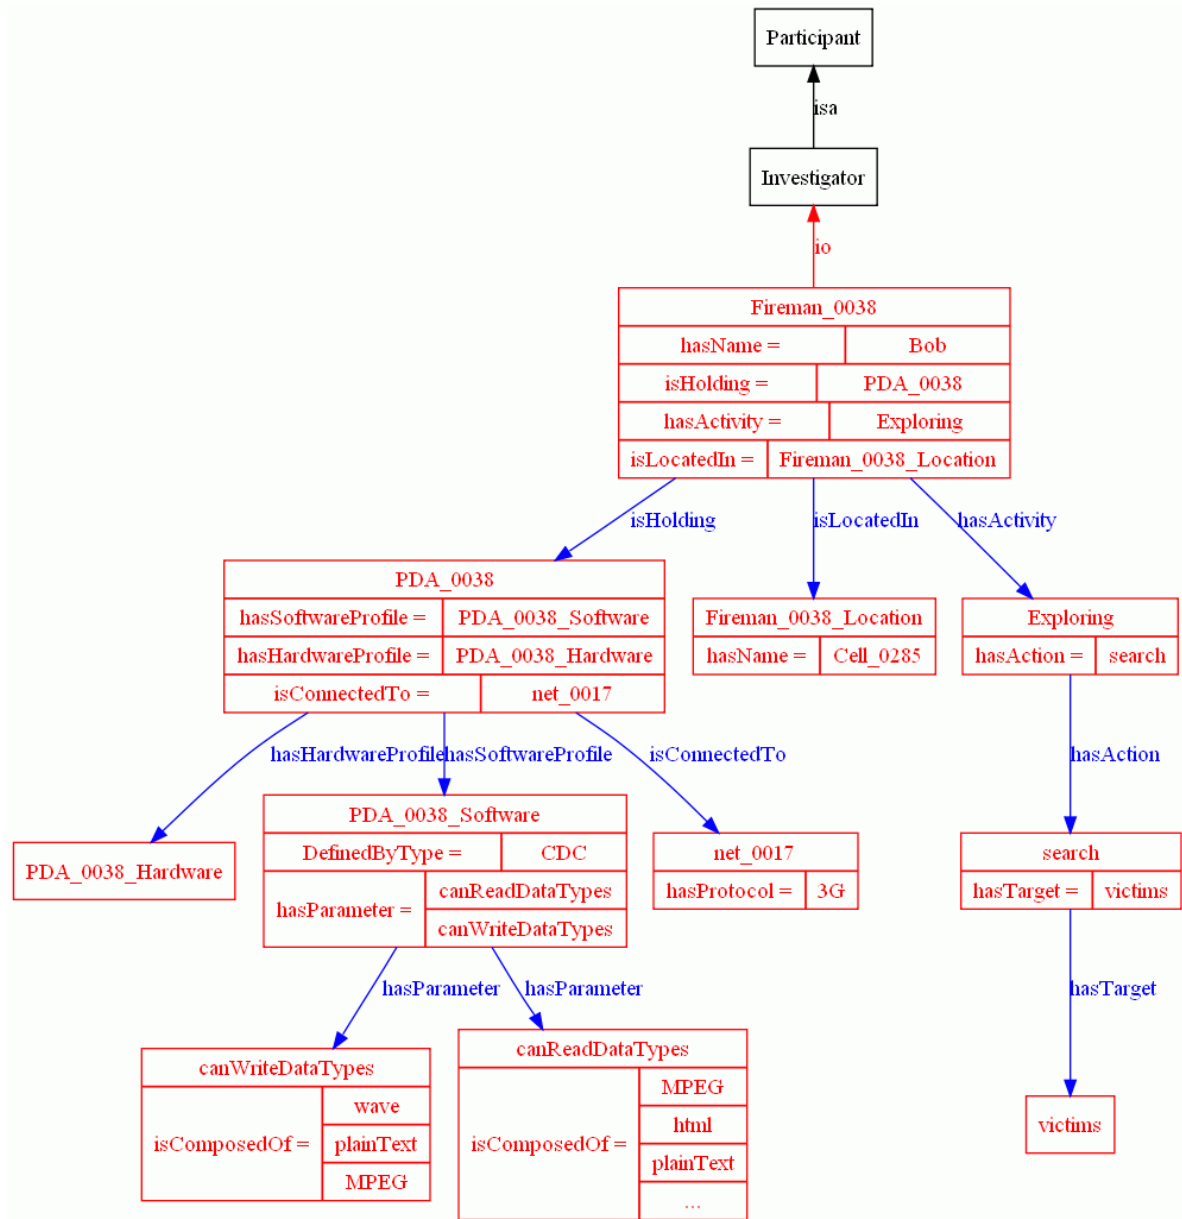 Participant
isa
Investigator
io
Fireman_0038
hasName = Bob
isHolding = PDA_0038
hasActivity = Exploring
isLocatedIn = Fireman_0038_Location
isHolding isLocatedIn hasActivity
PDA_0038
hasSoftwareProfile = PDA_0038_Software
hasHardwareProfile = PDA_0038_Hardware
isConnectedTo = net_0017
Fireman_0038_Location
hasName = Cell_0285
Exploring
hasAction = search
hasHardwareProfile hasSoftwareProfile isConnectedTo hasAction
PDA_0038_Hardware
PDA_0038_Software
DefinedByType = CDC
hasParameter = canReadDataTypes
canWriteDataTypes
net_0017
hasProtocol = 3G
search
hasTarget = victims
hasParameter hasParameter hasTarget
canWriteDataTypes
isComposedOf = wave
plainText
MPEG
canReadDataTypes
isComposedOf = MPEG
html
plainText
...
victims